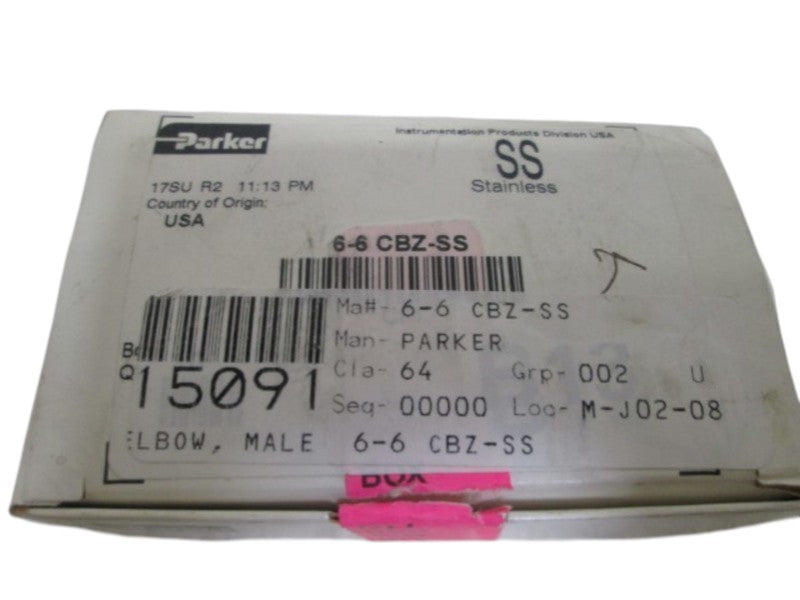 Parker
Instrumentation Products Division USA
SS
Stainless
17SU R2 11:13 PM
Country of Origin:
USA
6-6 CBZ-SS
Ma#- 6-6 CBZ-SS
Man- PARKER
Cla- 64 Grp- 002 U
Seq- 00000 Loc- M-J02-08
15091
ELBOW, MALE 6-6 CBZ-SS
BOX